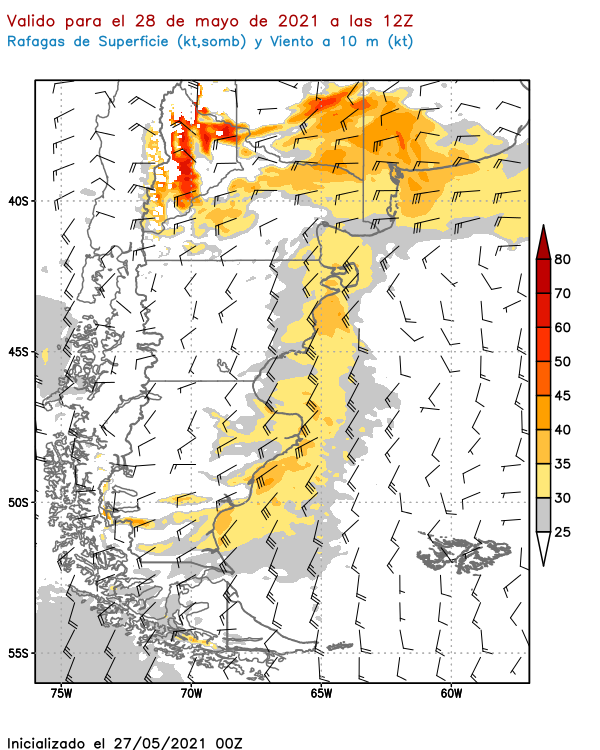 Valido para el 28 de mayo de 2021 a las 12Z
Rafagas de Superficie (kt,somb) y Viento a 10 m (kt)
40S
45S
50S
55S
75W 70W 65W 60W
80
70
60
50
45
40
35
30
25
Inicializado el 27/05/2021 00Z